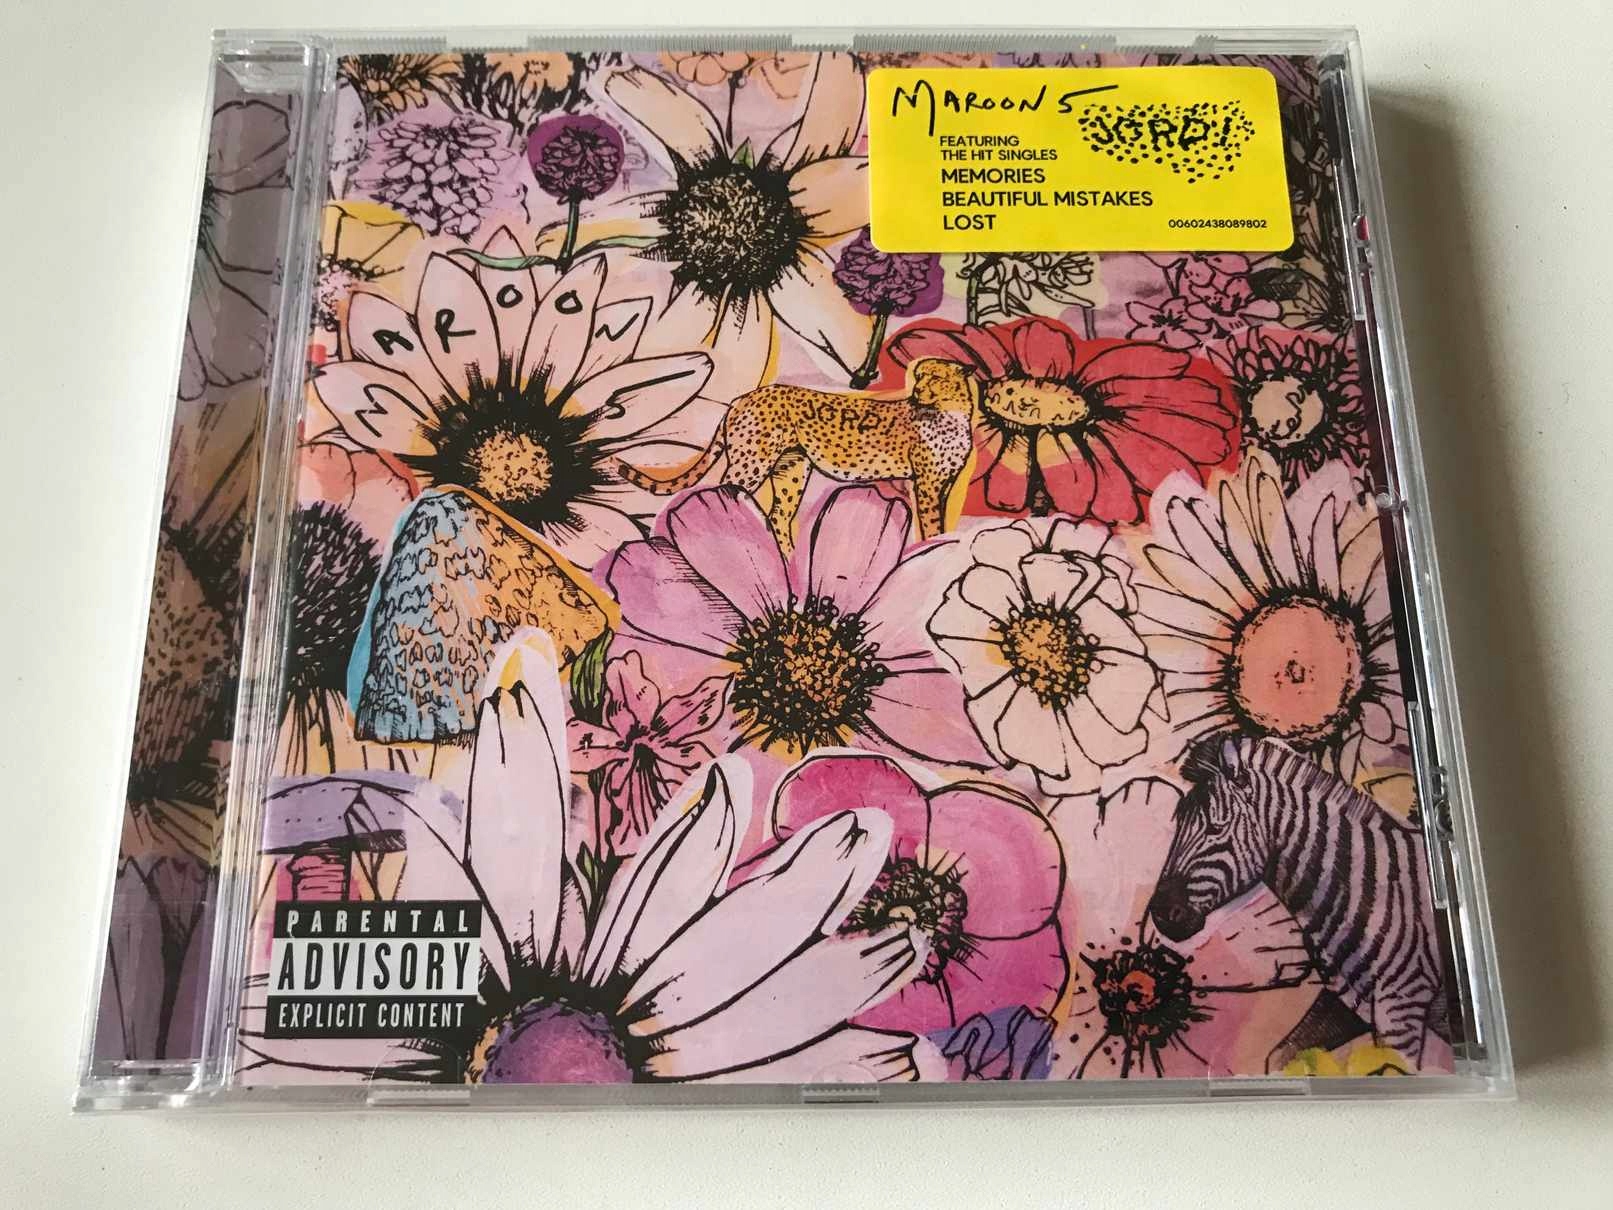 MAROON 5
JORDI
FEATURING
THE HIT SINGLES
MEMORIES
BEAUTIFUL MISTAKES
LOST
00602438089802
MAROON 5
JORDI
PARENTAL
ADVISORY
EXPLICIT CONTENT